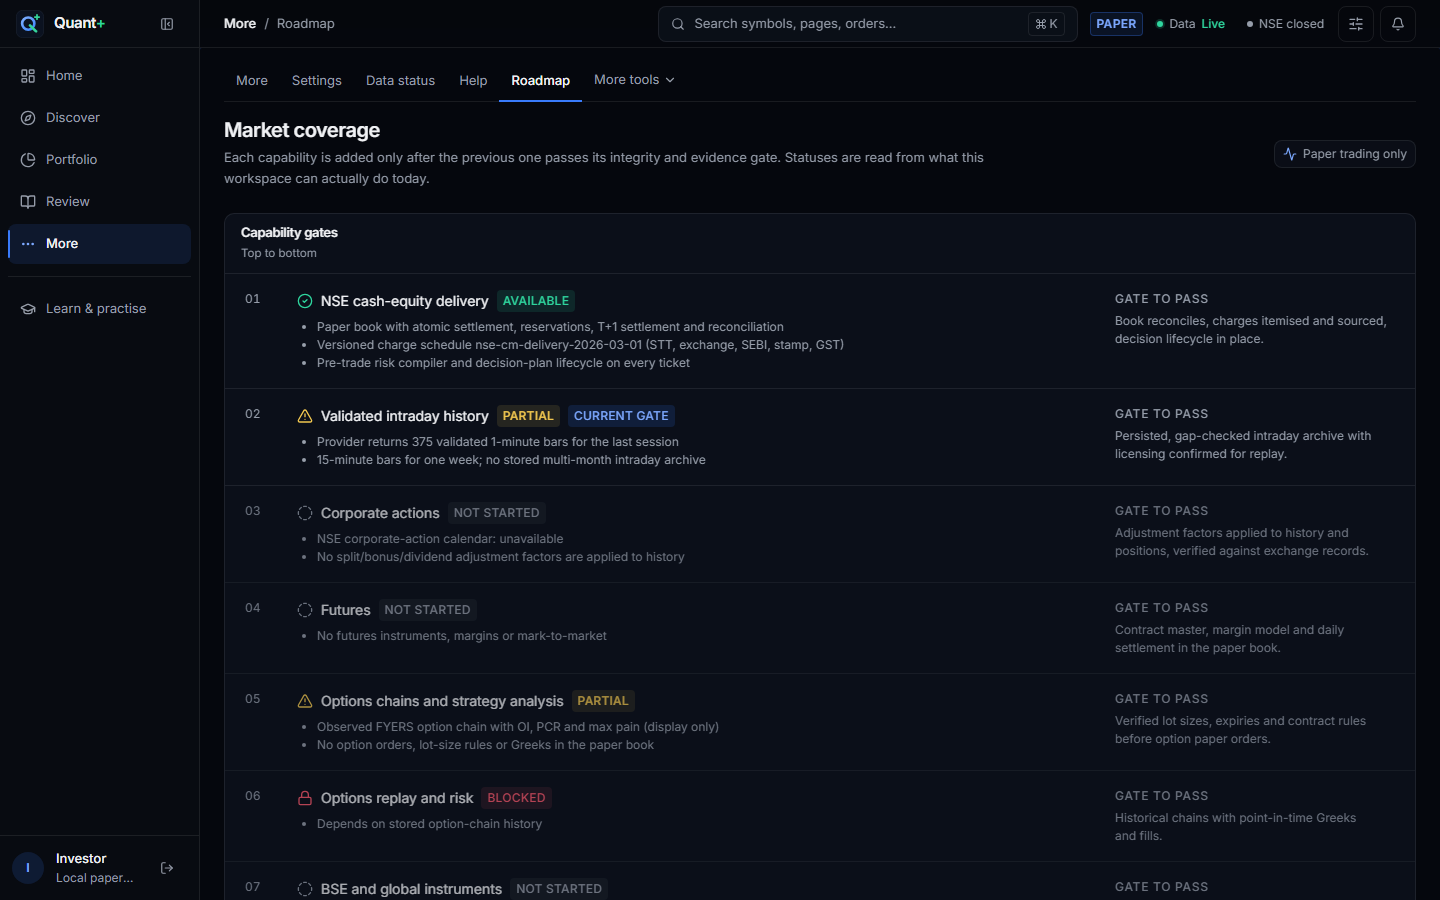 Quant+
More / Roadmap
Search symbols, pages, orders...
⌘ K
PAPER
Data Live
NSE closed
Home
Discover
Portfolio
Review
More
Learn & practise
More
Settings
Data status
Help
Roadmap
More tools
Market coverage
Each capability is added only after the previous one passes its integrity and evidence gate. Statuses are read from what this
workspace can actually do today.
Paper trading only
Capability gates
Top to bottom
01
NSE cash-equity delivery AVAILABLE
• Paper book with atomic settlement, reservations, T+1 settlement and reconciliation
• Versioned charge schedule nse-cm-delivery-2026-03-01 (STT, exchange, SEBI, stamp, GST)
• Pre-trade risk compiler and decision-plan lifecycle on every ticket
GATE TO PASS
Book reconciles, charges itemised and sourced,
decision lifecycle in place.
02
Validated intraday history PARTIAL CURRENT GATE
• Provider returns 375 validated 1-minute bars for the last session
• 15-minute bars for one week; no stored multi-month intraday archive
GATE TO PASS
Persisted, gap-checked intraday archive with
licensing confirmed for replay.
03
Corporate actions NOT STARTED
• NSE corporate-action calendar: unavailable
• No split/bonus/dividend adjustment factors are applied to history
GATE TO PASS
Adjustment factors applied to history and
positions, verified against exchange records.
04
Futures NOT STARTED
• No futures instruments, margins or mark-to-market
GATE TO PASS
Contract master, margin model and daily
settlement in the paper book.
05
Options chains and strategy analysis PARTIAL
• Observed FYERS option chain with OI, PCR and max pain (display only)
• No option orders, lot-size rules or Greeks in the paper book
GATE TO PASS
Verified lot sizes, expiries and contract rules
before option paper orders.
06
Options replay and risk BLOCKED
• Depends on stored option-chain history
GATE TO PASS
Historical chains with point-in-time Greeks
and fills.
07
BSE and global instruments NOT STARTED
GATE TO PASS
I
Investor
Local paper...